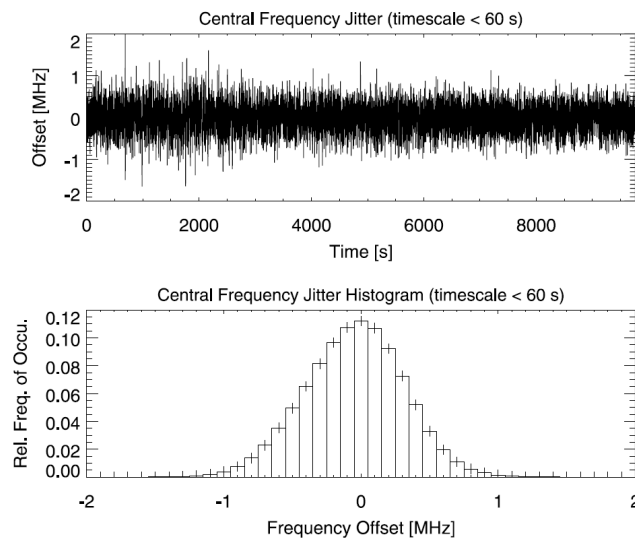 Central Frequency Jitter (timescale < 60 s)
2
1
0
-1
-2
Offset [MHz]
0 2000 4000 6000 8000
Time [s]
Central Frequency Jitter Histogram (timescale < 60 s)
0.12
0.10
0.08
0.06
0.04
0.02
0.00
Rel. Freq. of Occu.
-2 -1 0 1 2
Frequency Offset [MHz]